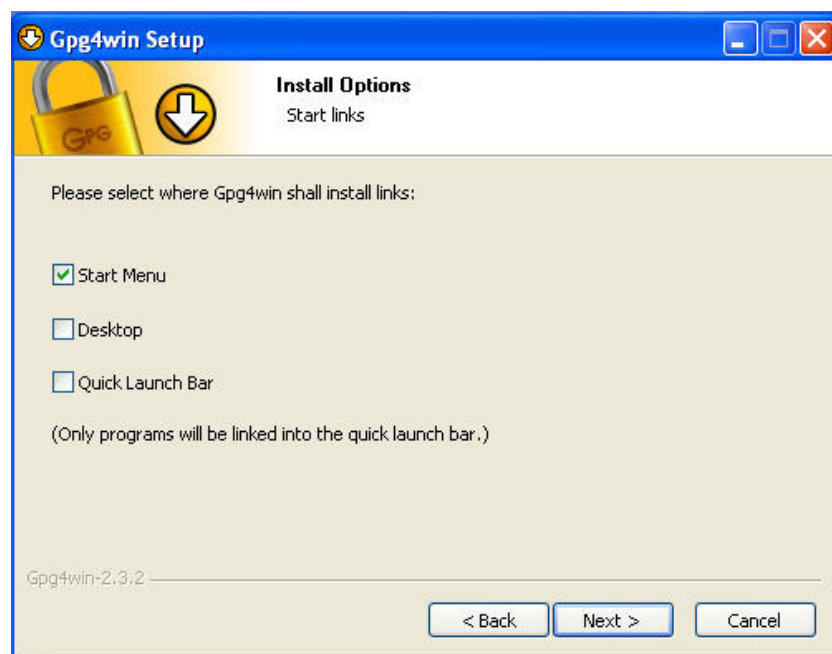 Gpg4win Setup
Install Options
Start links
GPG
Please select where Gpg4win shall install links:
Start Menu
Desktop
Quick Launch Bar
(Only programs will be linked into the quick launch bar.)
Gpg4win-2.3.2
< Back Next > Cancel